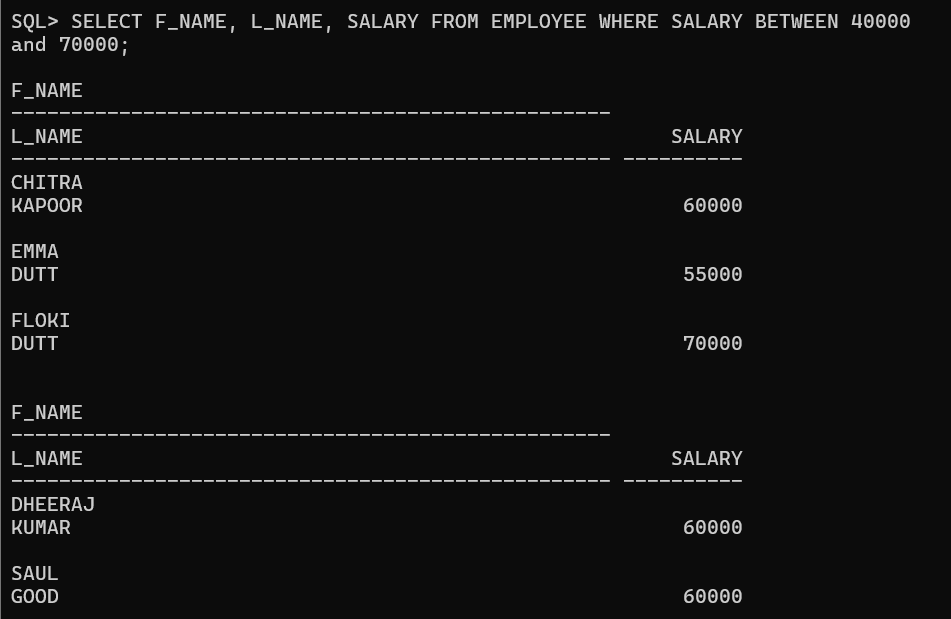 SQL> SELECT F_NAME, L_NAME, SALARY FROM EMPLOYEE WHERE SALARY BETWEEN 40000
and 70000;
F_NAME
--------------------------------------------------
L_NAME                                                 SALARY
-------------------------------------------------- ----------
CHITRA
KAPOOR                                                  60000
EMMA
DUTT                                                    55000
FLOKI
DUTT                                                    70000
F_NAME
--------------------------------------------------
L_NAME                                                 SALARY
-------------------------------------------------- ----------
DHEERAJ
KUMAR                                                   60000
SAUL
GOOD                                                    60000